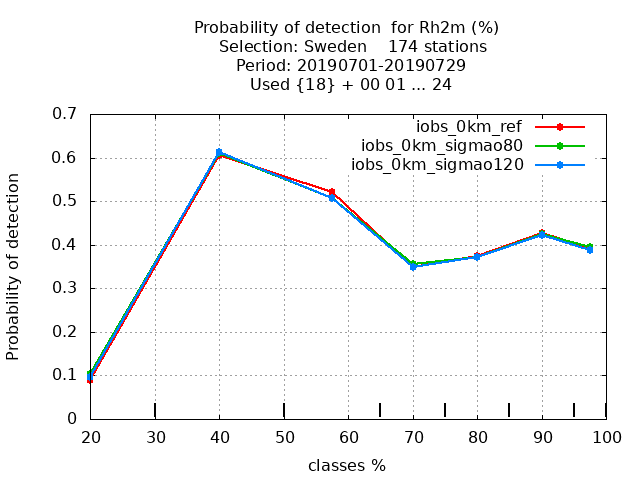 Probability of detection  for Rh2m (%)
Selection: Sweden    174 stations
Period: 20190701-20190729
Used {18} + 00 01 ... 24
iobs_0km_ref
iobs_0km_sigmao80
iobs_0km_sigmao120
Probability of detection
0.7
0.6
0.5
0.4
0.3
0.2
0.1
0
20 30 40 50 60 70 80 90 100
classes %